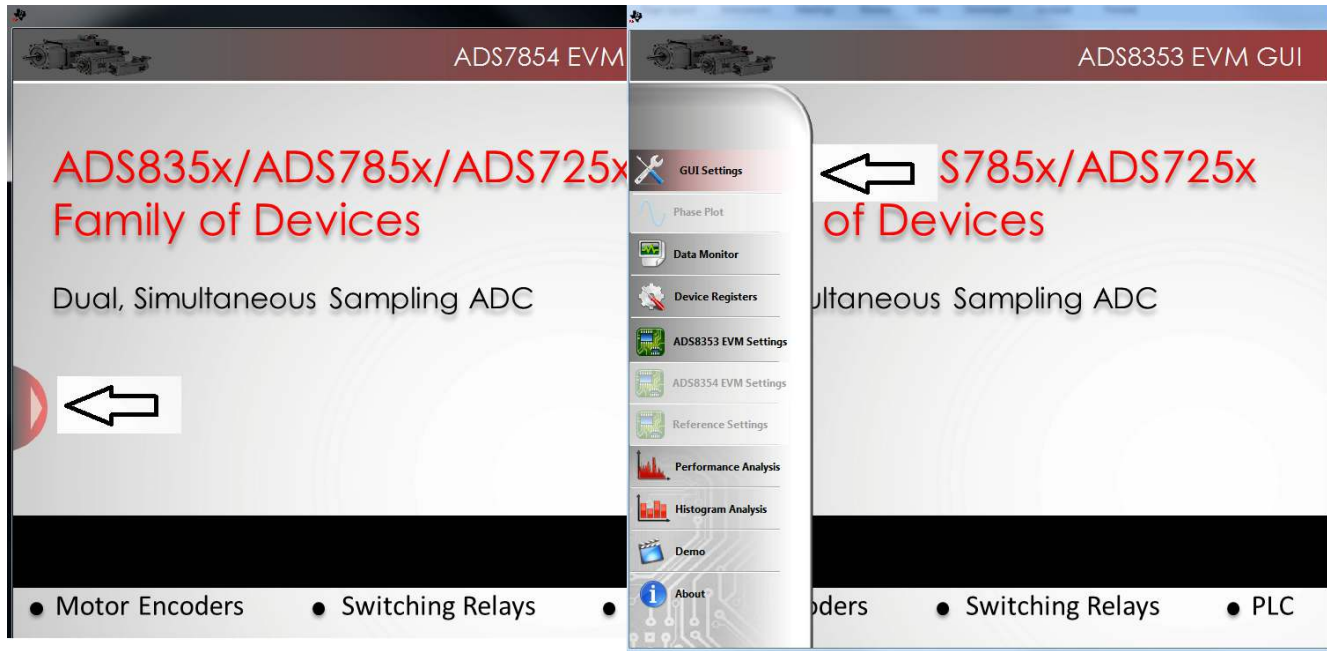 ADS7854 EVM
ADS835x/ADS785x/ADS725x
Family of Devices
Dual, Simultaneous Sampling ADC
● Motor Encoders ● Switching Relays ●
ADS8353 EVM GUI
GUI Settings
Phase Plot
Data Monitor
Device Registers
ADS8353 EVM Settings
ADS8354 EVM Settings
Reference Settings
Performance Analysis
Histogram Analysis
Demo
About
S785x/ADS725x
of Devices
ultaneous Sampling ADC
oders ● Switching Relays ● PLC